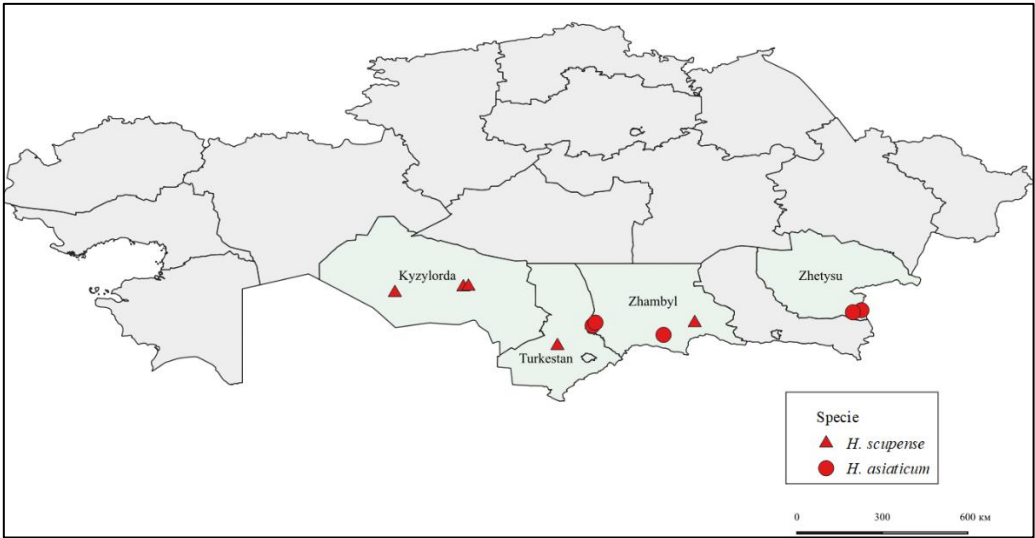 Kyzylorda
Zhetysu
Zhambyl
Turkestan
Specie
H. scupense
H. asiaticum
0 300 600 км